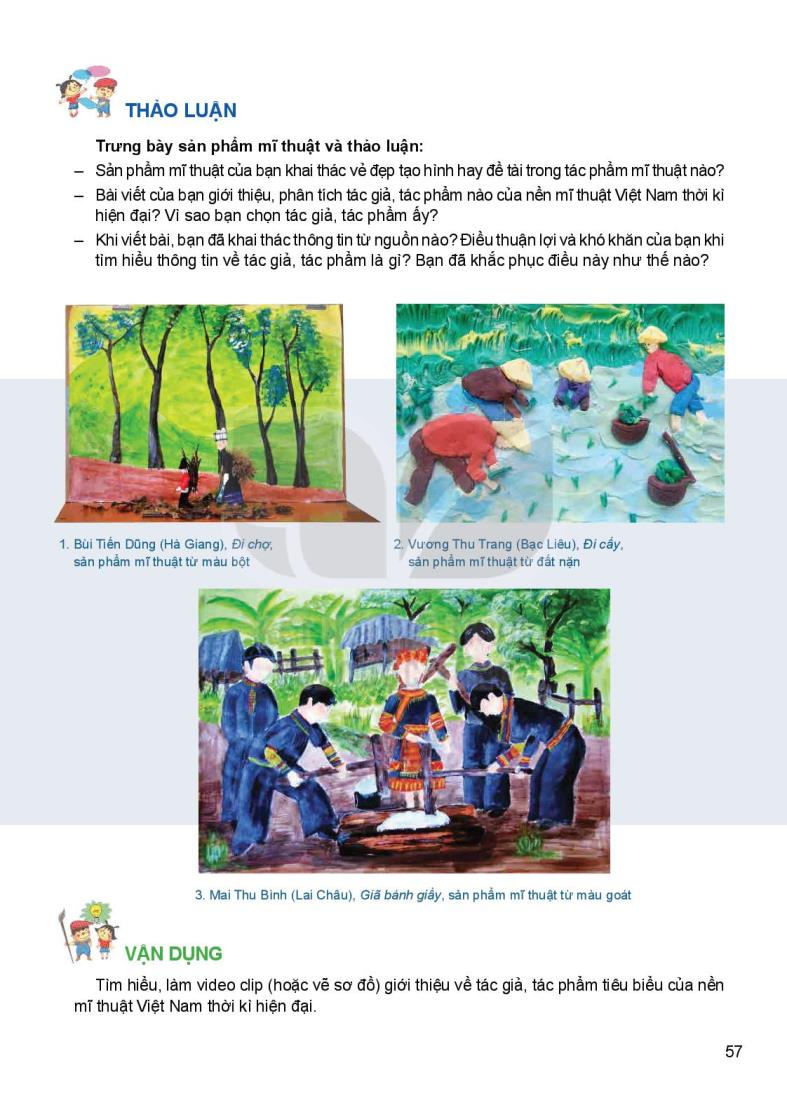 THẢO LUẬN
Trưng bày sản phẩm mĩ thuật và thảo luận:
– Sản phẩm mĩ thuật của bạn khai thác vẻ đẹp tạo hình hay đề tài trong tác phẩm mĩ thuật nào?
– Bài viết của bạn giới thiệu, phân tích tác giả, tác phẩm nào của nền mĩ thuật Việt Nam thời kì
hiện đại? Vì sao bạn chọn tác giả, tác phẩm ấy?
– Khi viết bài, bạn đã khai thác thông tin từ nguồn nào? Điều thuận lợi và khó khăn của bạn khi
tìm hiểu thông tin về tác giả, tác phẩm là gì? Bạn đã khắc phục điều này như thế nào?
1. Bùi Tiến Dũng (Hà Giang), Đi chợ,
sản phẩm mĩ thuật từ màu bột
2. Vương Thu Trang (Bạc Liêu), Đi cấy,
sản phẩm mĩ thuật từ đất nặn
3. Mai Thu Bình (Lai Châu), Giã bánh giầy, sản phẩm mĩ thuật từ màu goát
VẬN DỤNG
Tìm hiểu, làm video clip (hoặc vẽ sơ đồ) giới thiệu về tác giả, tác phẩm tiêu biểu của nền
mĩ thuật Việt Nam thời kì hiện đại.
57